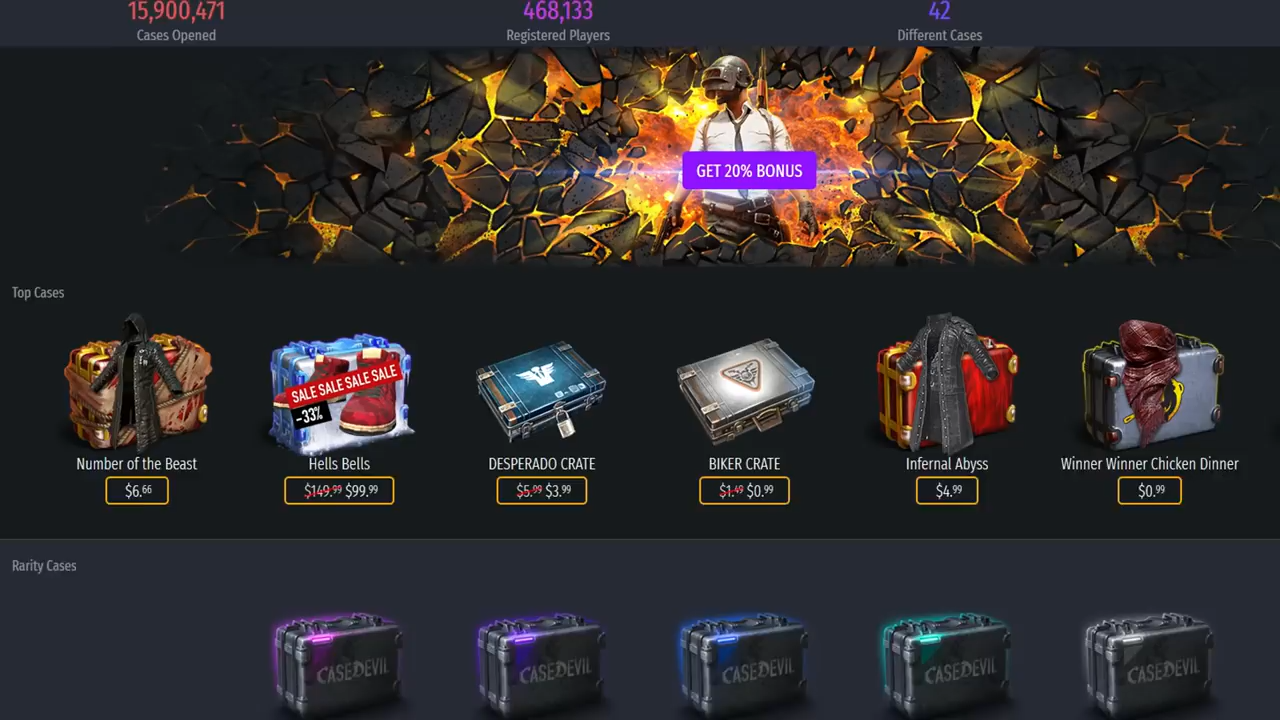 15,900,471 468,133 42
Cases Opened Registered Players Different Cases
GET 20% BONUS
Top Cases
SALE SALE SALE SALE
-33%
Number of the Beast Hells Bells DESPERADO CRATE BIKER CRATE Infernal Abyss Winner Winner Chicken Dinner
$6.66 $149.99 $99.99 $5.99 $3.99 $1.49 $0.99 $4.99 $0.99
Rarity Cases
CASEDEVIL CASEDEVIL CASEDEVIL CASEDEVIL CASEDEVIL